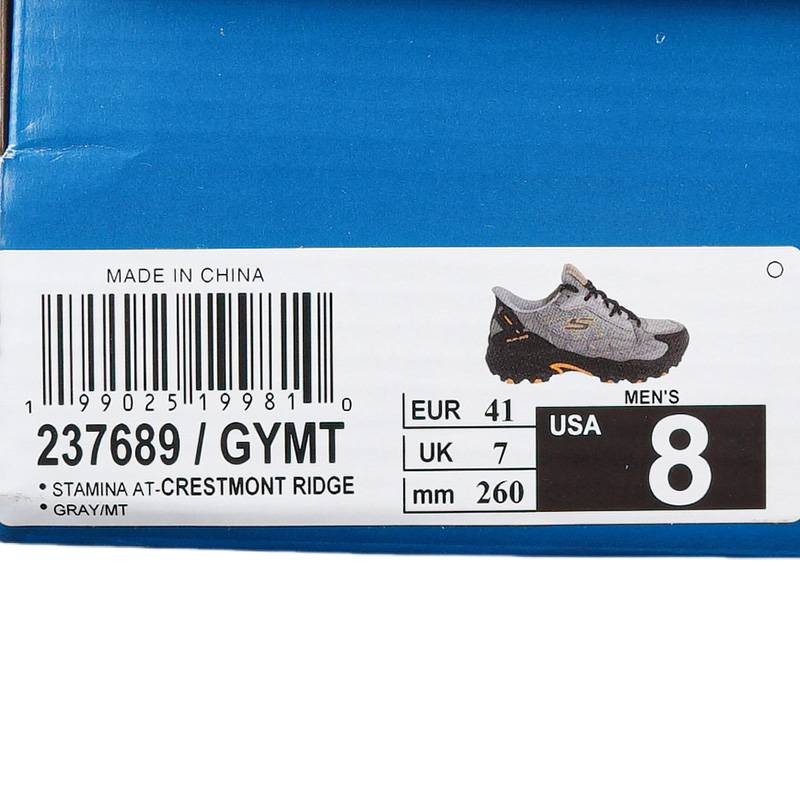 MADE IN CHINA
1 99025 19981 0
237689 / GYMT
• STAMINA AT-CRESTMONT RIDGE
• GRAY/MT
EUR 41
UK 7
mm 260
MEN'S
USA 8